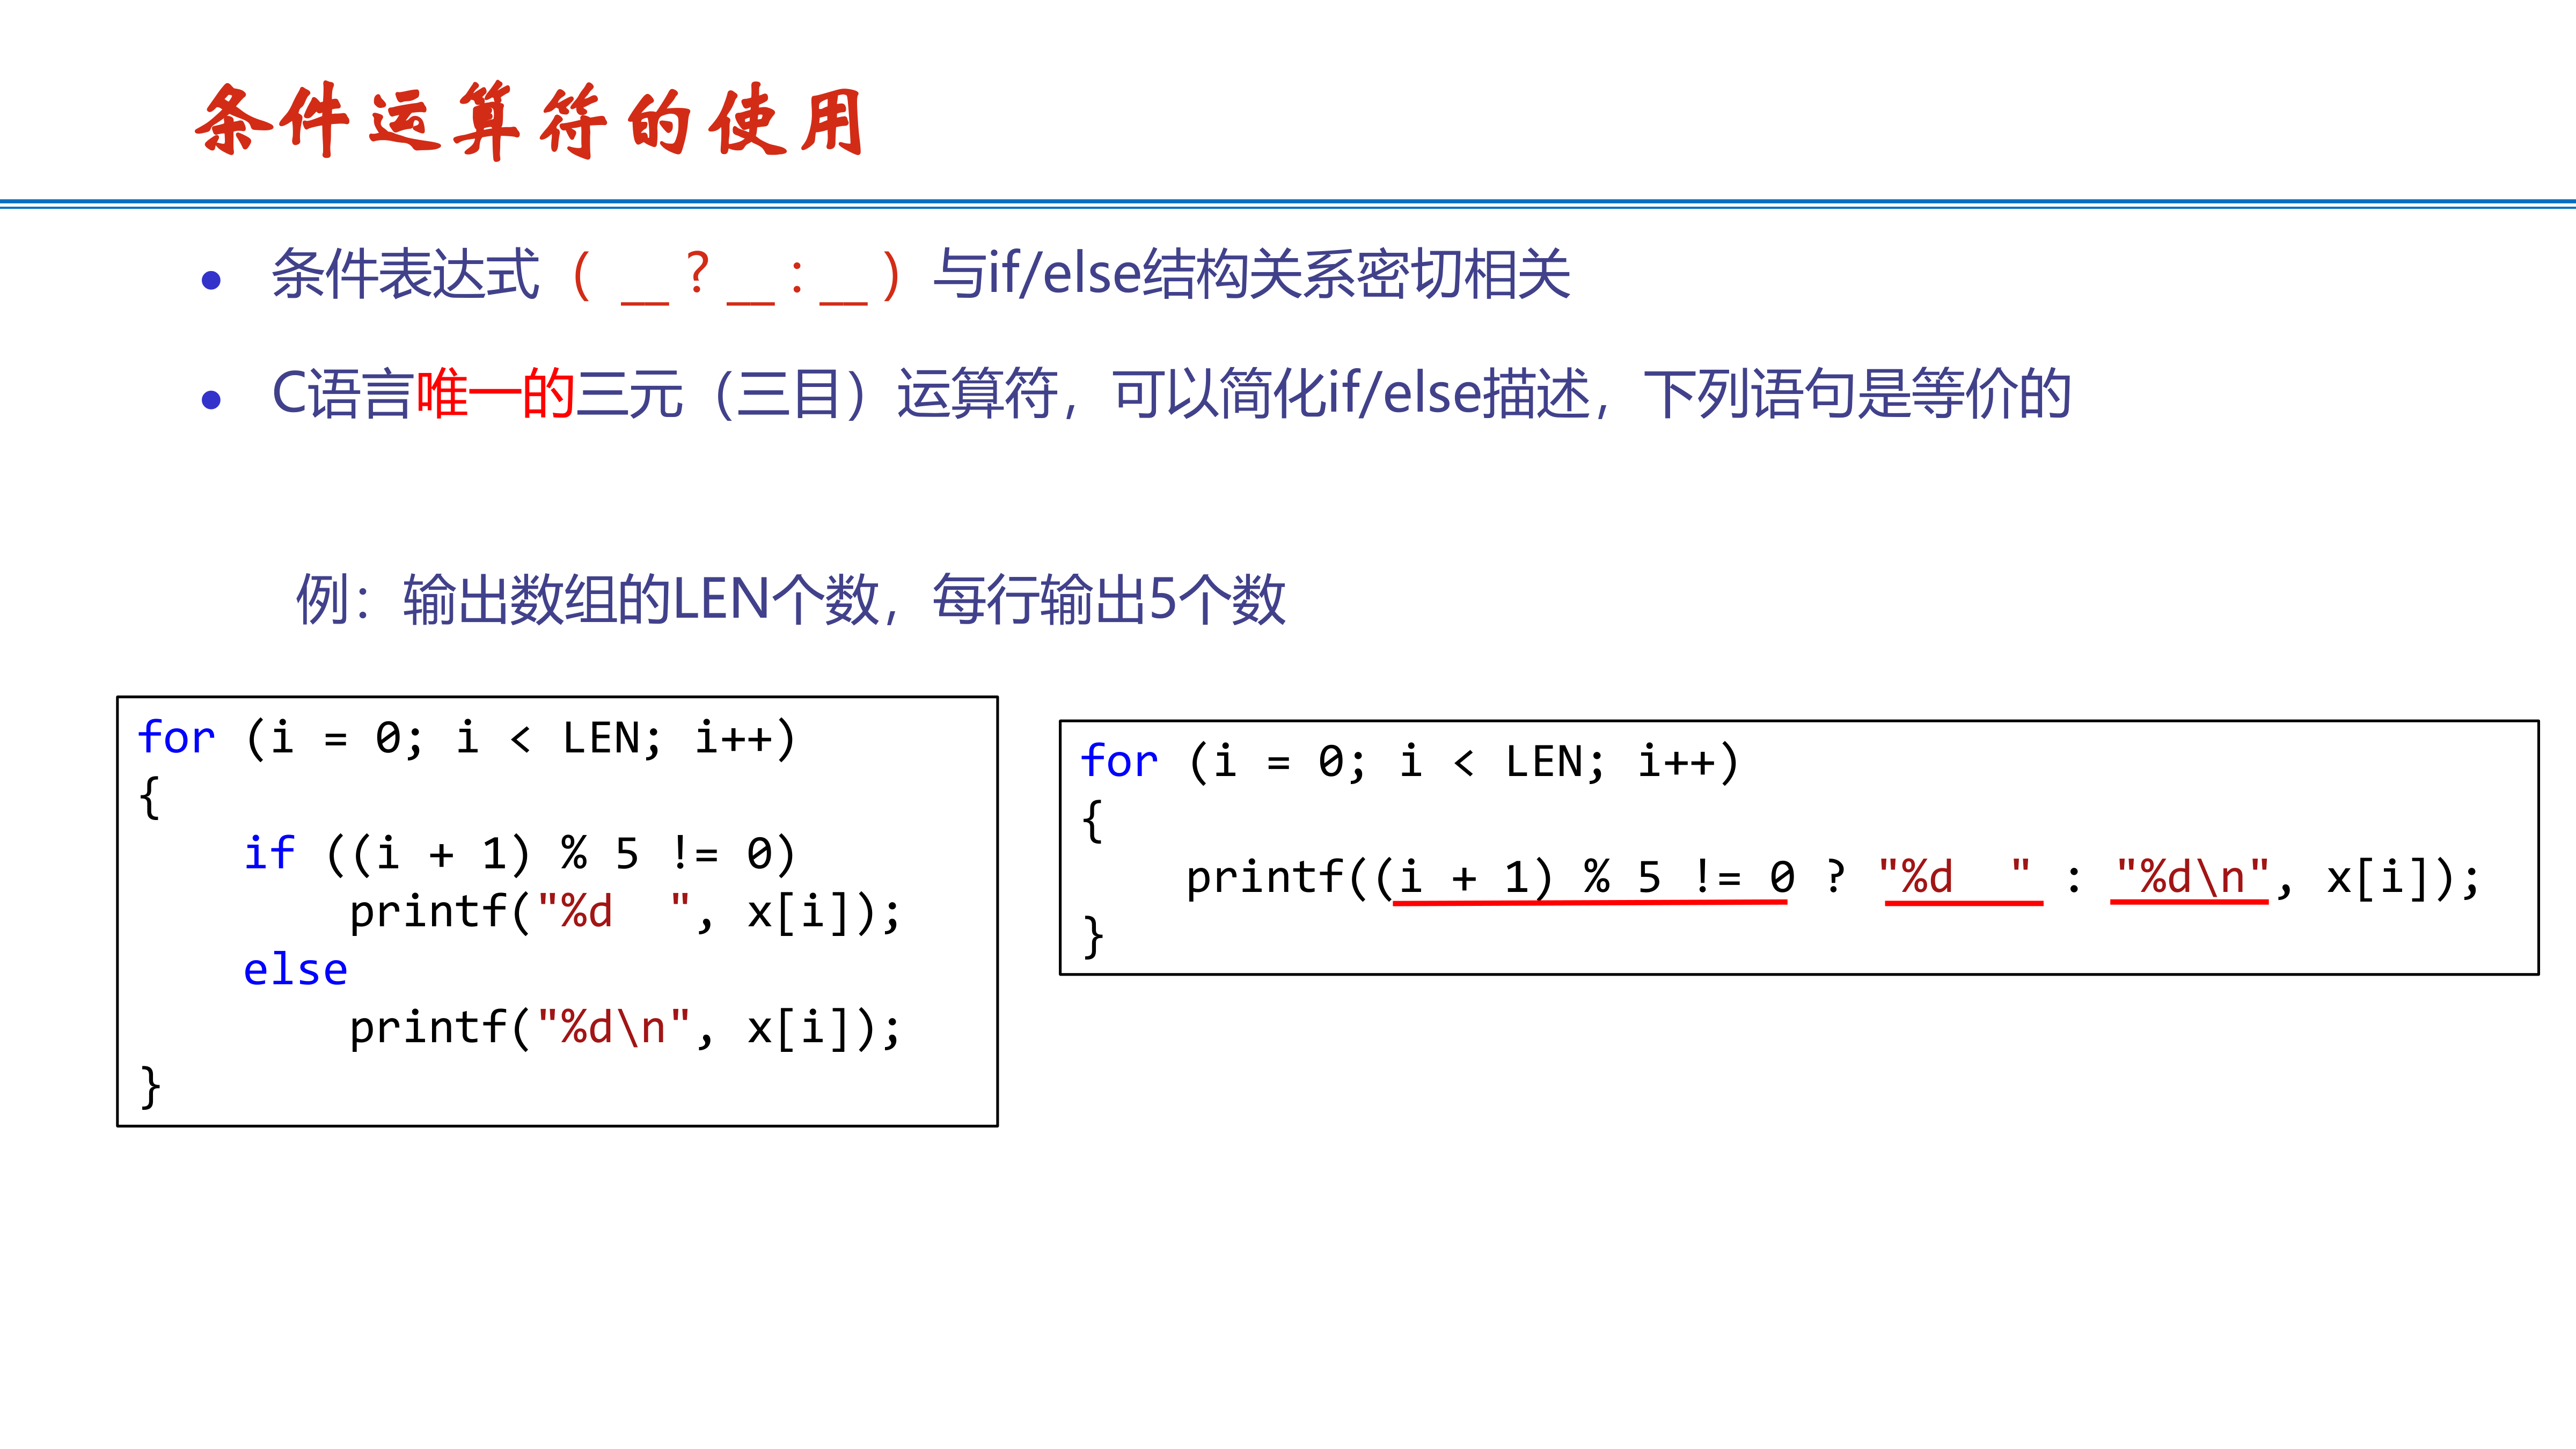 条件运算符的使用
● 条件表达式（ __ ? __ : __ ）与if/else结构关系密切相关
● C语言唯一的三元（三目）运算符，可以简化if/else描述，下列语句是等价的
例：输出数组的LEN个数，每行输出5个数
for (i = 0; i < LEN; i++)
{
    if ((i + 1) % 5 != 0)
        printf("%d  ", x[i]);
    else
        printf("%d\n", x[i]);
}
for (i = 0; i < LEN; i++)
{
    printf((i + 1) % 5 != 0 ? "%d  " : "%d\n", x[i]);
}